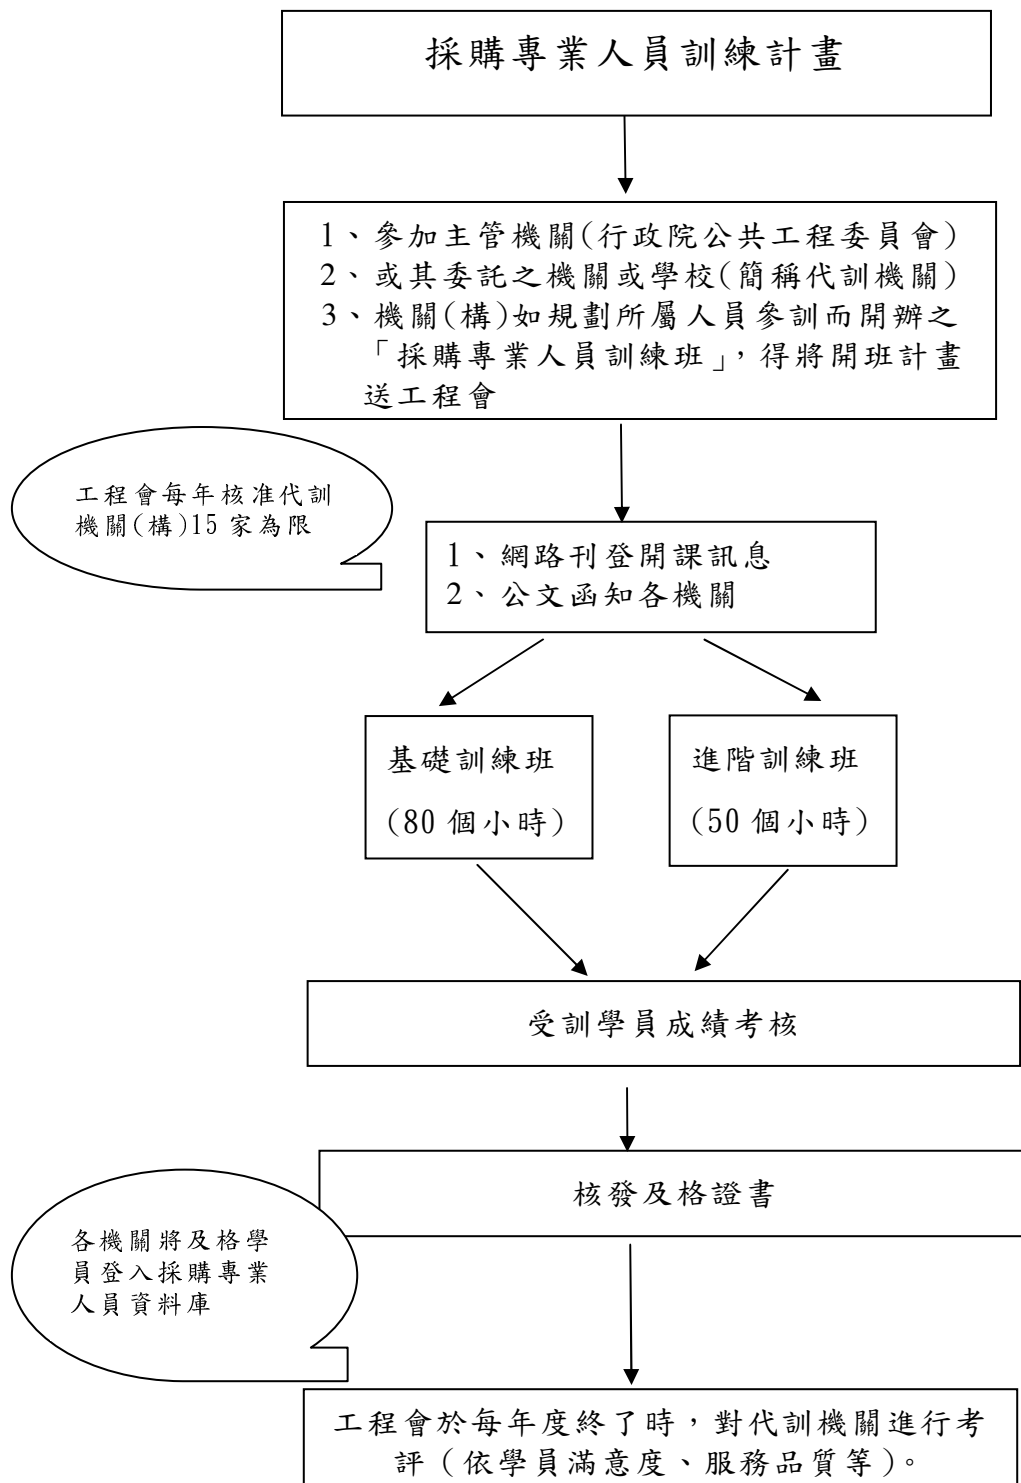 採購專業人員訓練計畫
1、參加主管機關(行政院公共工程委員會)
2、或其委託之機關或學校(簡稱代訓機關)
3、機關(構)如規劃所屬人員參訓而開辦之
「採購專業人員訓練班」,得將開班計畫
送工程會
工程會每年核准代訓
機關(構)15 家為限
1、網路刊登開課訊息
2、公文函知各機關
基礎訓練班
(80 個小時)
進階訓練班
(50 個小時)
受訓學員成績考核
核發及格證書
各機關將及格學
員登入採購專業
人員資料庫
工程會於每年度終了時,對代訓機關進行考
評(依學員滿意度、服務品質等)。